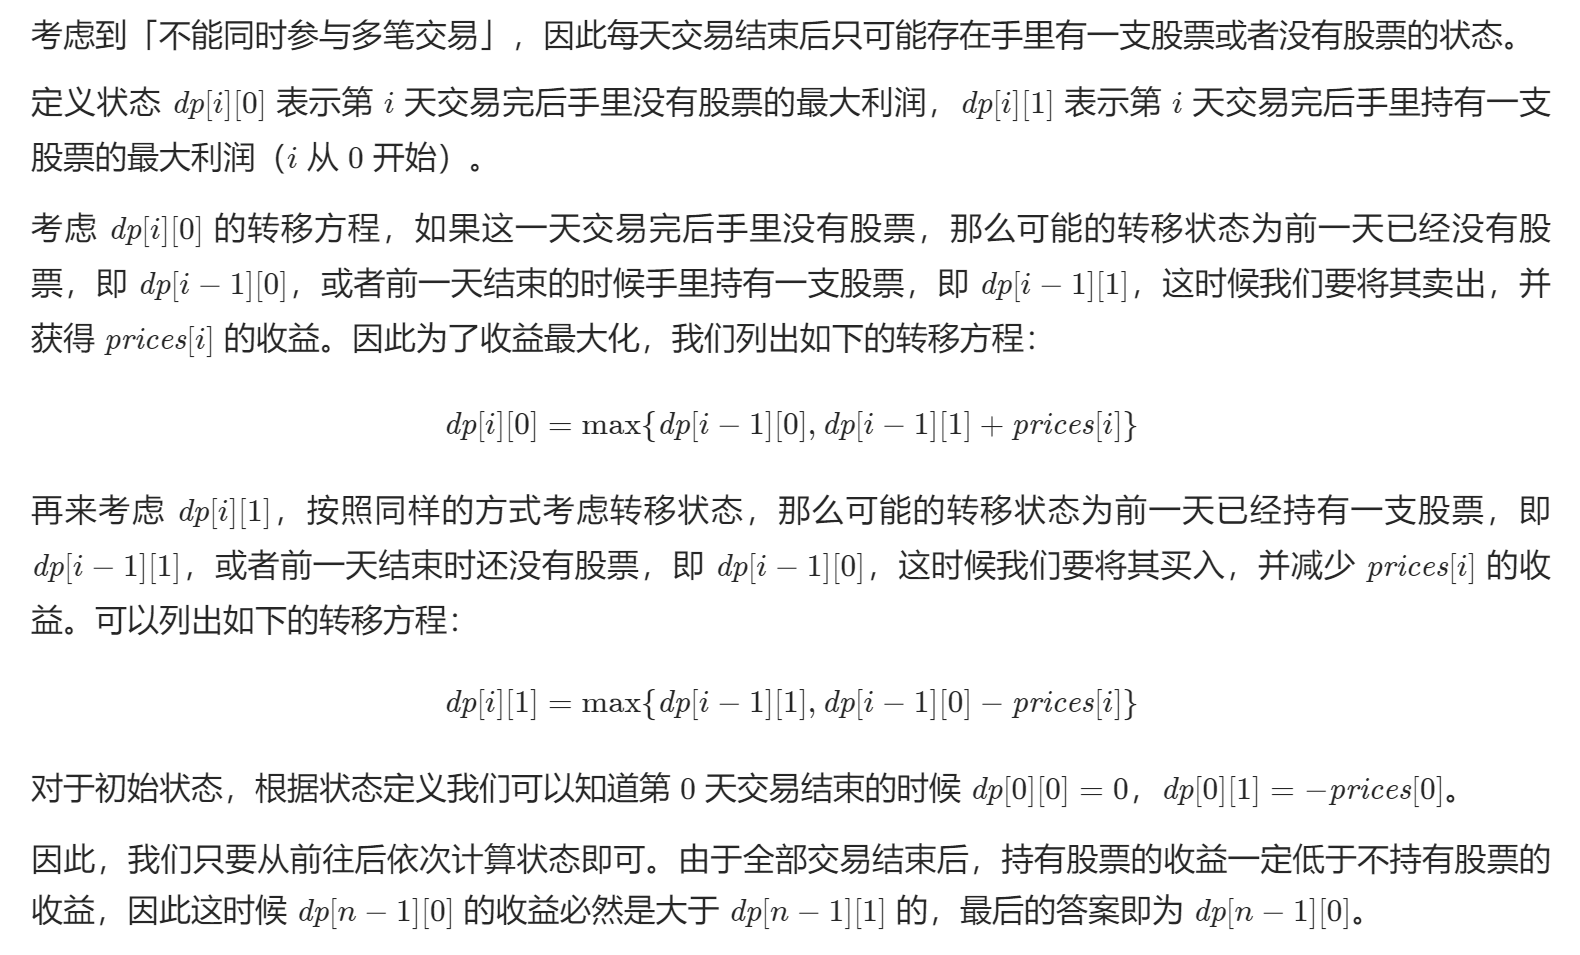 考虑到「不能同时参与多笔交易」，因此每天交易结束后只可能存在手里有一支股票或者没有股票的状态。
定义状态 dp[i][0] 表示第 i 天交易完后手里没有股票的最大利润，dp[i][1] 表示第 i 天交易完后手里持有一支
股票的最大利润（i 从 0 开始）。
考虑 dp[i][0] 的转移方程，如果这一天交易完后手里没有股票，那么可能的转移状态为前一天已经没有股
票，即 dp[i − 1][0]，或者前一天结束的时候手里持有一支股票，即 dp[i − 1][1]，这时候我们要将其卖出，并
获得 prices[i] 的收益。因此为了收益最大化，我们列出如下的转移方程：
dp[i][0] = max{dp[i − 1][0], dp[i − 1][1] + prices[i]}
再来考虑 dp[i][1]，按照同样的方式考虑转移状态，那么可能的转移状态为前一天已经持有一支股票，即
dp[i − 1][1]，或者前一天结束时还没有股票，即 dp[i − 1][0]，这时候我们要将其买入，并减少 prices[i] 的收
益。可以列出如下的转移方程：
dp[i][1] = max{dp[i − 1][1], dp[i − 1][0] − prices[i]}
对于初始状态，根据状态定义我们可以知道第 0 天交易结束的时候 dp[0][0] = 0，dp[0][1] = −prices[0]。
因此，我们只要从前往后依次计算状态即可。由于全部交易结束后，持有股票的收益一定低于不持有股票的
收益，因此这时候 dp[n − 1][0] 的收益必然是大于 dp[n − 1][1] 的，最后的答案即为 dp[n − 1][0]。